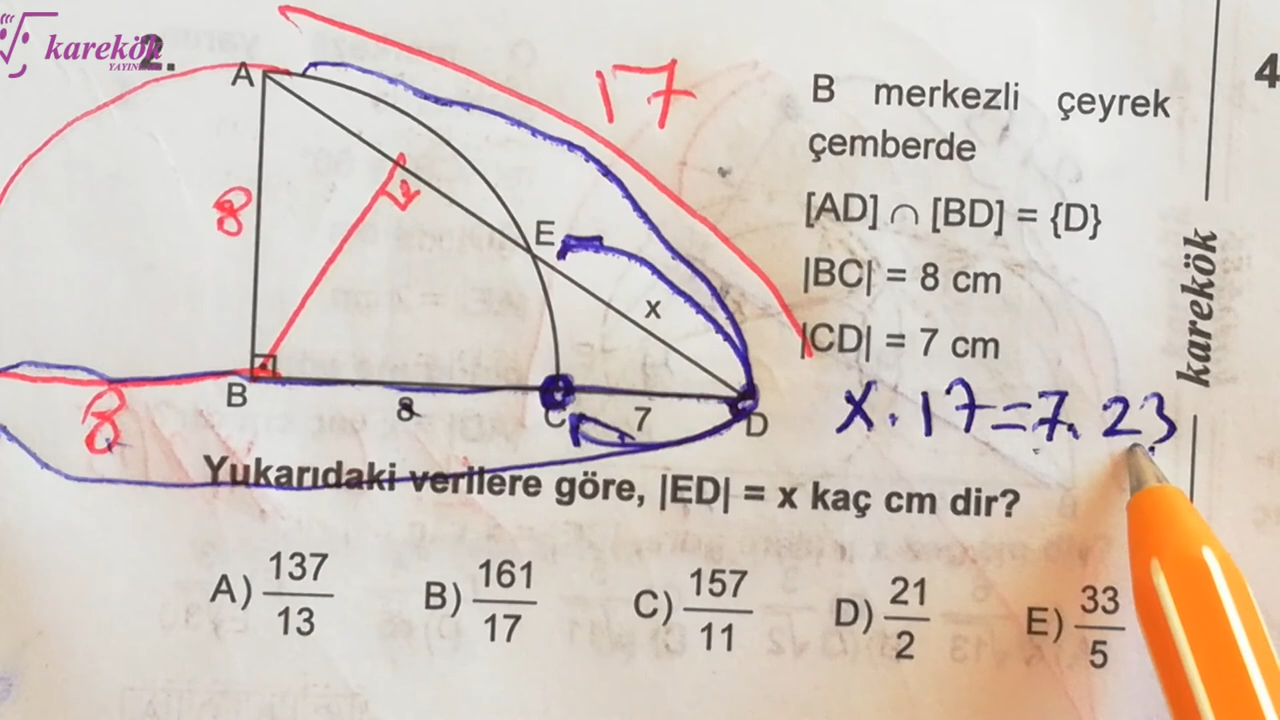 karekök
YAYIN
2.
17
B merkezli çeyrek
çemberde
[AD] ∩ [BD] = {D}
|BC| = 8 cm
|CD| = 7 cm
x . 17 = 7. 23
4
karekök
A
8
E
x
B
8
8
C
7
D
Yukarıdaki verilere göre, |ED| = x kaç cm dir?
A) 137/13 B) 161/17 C) 157/11 D) 21/2 E) 33/5